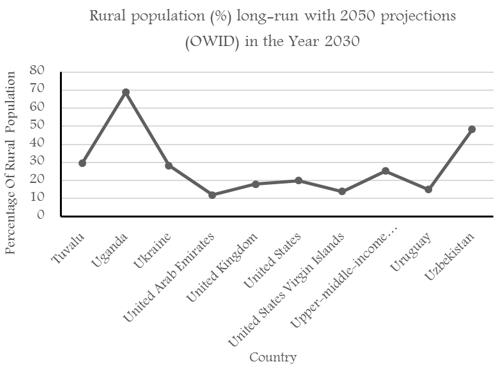 Rural population (%) long-run with 2050 projections
(OWID) in the Year 2030
Percentage Of Rural Population
80
70
60
50
40
30
20
10
0
Tuvalu
Uganda
Ukraine
United Arab Emirates
United Kingdom
United States
United States Virgin Islands
Upper-middle-income...
Uruguay
Uzbekistan
Country